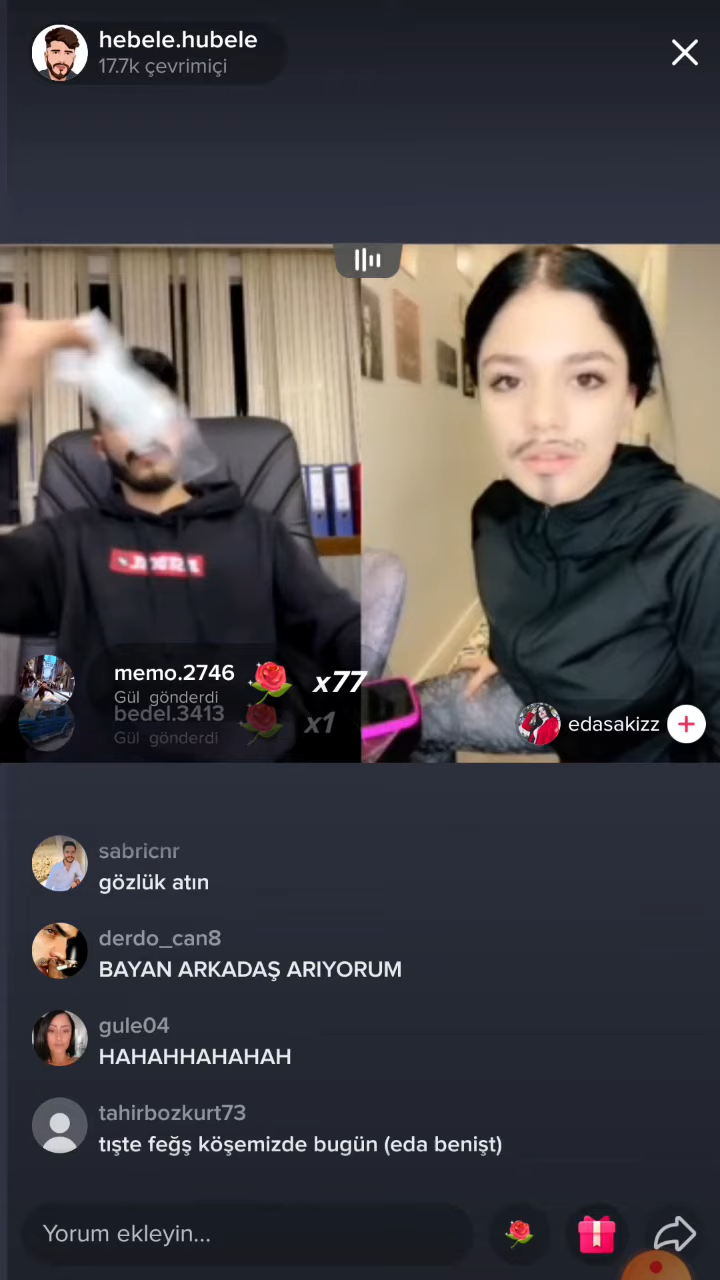 hebele.hubele
17.7k çevrimiçi
memo.2746
Gül gönderdi
x77
bedel.3413
Gül gönderdi
x1
edasakizz
sabricnr
gözlük atın
derdo_can8
BAYAN ARKADAŞ ARIYORUM
gule04
HAHAHHAHAHAH
tahirbozkurt73
tışte feğş köşemizde bugün (eda benişt)
Yorum ekleyin...